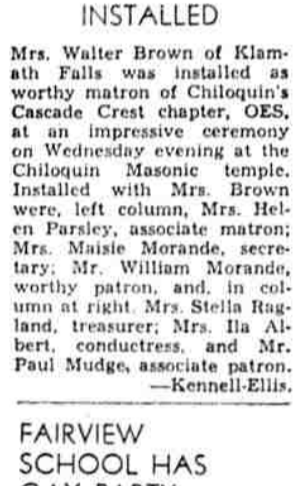 INSTALLED
Mrs. Walter Brown of Klam-
ath Falls was installed as
worthy matron of Chiloquin's
Cascade Crest chapter, OES,
at an impressive ceremony
on Wednesday evening at the
Chiloquin Masonic temple.
Installed with Mrs. Brown
were, left column, Mrs. Hel-
en Parsley, associate matron;
Mrs. Maisie Morande, secre-
tary; Mr. William Morande,
worthy patron, and, in col-
umn at right, Mrs. Stella Rag-
land, treasurer; Mrs. Ila Al-
bert, conductress, and Mr.
Paul Mudge, associate patron.
—Kennell-Ellis.
FAIRVIEW
SCHOOL HAS
GAY PARTY